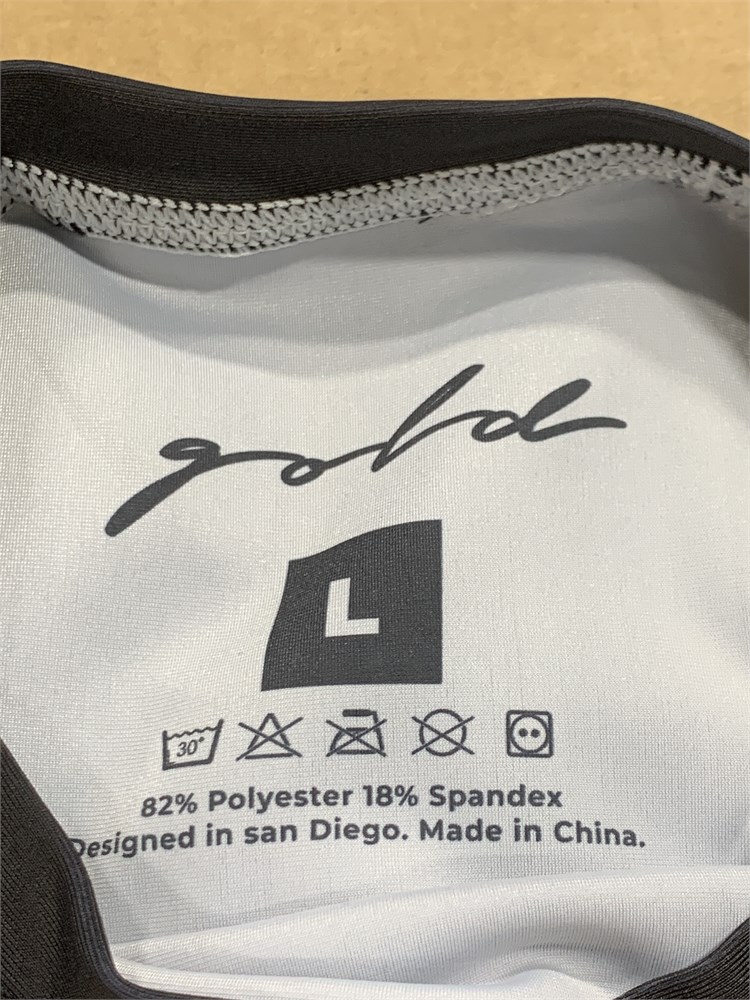 gold
L
30°
82% Polyester 18% Spandex
Designed in san Diego. Made in China.